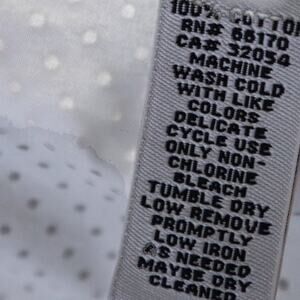 100% COTTON
RN# 66170
CA# 32054
MACHINE
WASH COLD
WITH LIKE
COLORS
DELICATE
CYCLE USE
ONLY NON-
CHLORINE
BLEACH
TUMBLE DRY
LOW REMOVE
PROMPTLY
LOW IRON
AS NEEDED
MAYBE DRY
CLEANED